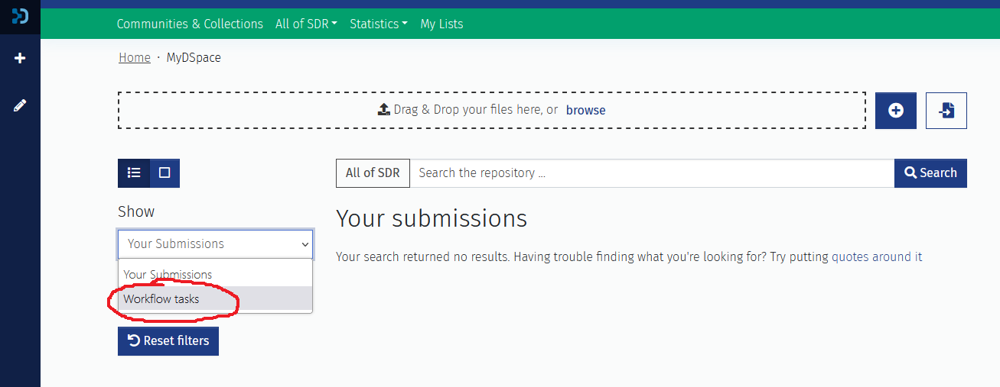 Communities & Collections All of SDR Statistics My Lists
Home · MyDSpace
Drag & Drop your files here, or browse
All of SDR Search the repository ... Search
Show
Your submissions
Your Submissions
Your search returned no results. Having trouble finding what you're looking for? Try putting quotes around it
Your Submissions
Workflow tasks
Reset filters